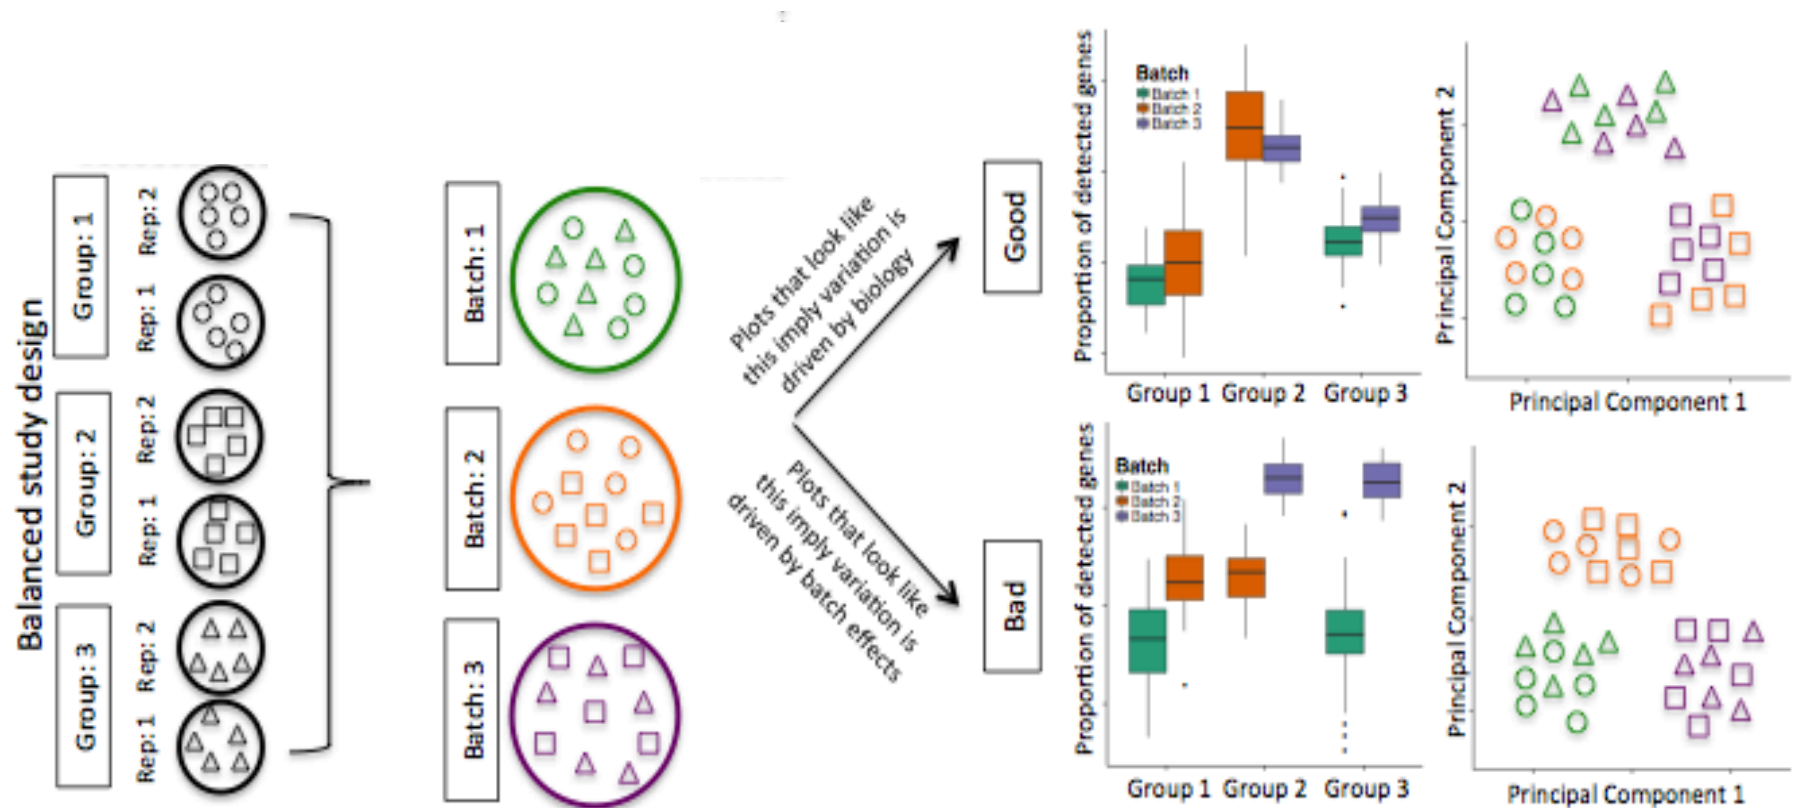 Balanced study design
Group: 1
Rep: 2
Rep: 1
Group: 2
Rep: 2
Rep: 1
Group: 3
Rep: 2
Rep: 1
Batch: 1
Batch: 2
Batch: 3
Plots that look like
this imply variation is
driven by biology
Plots that look like
this imply variation is
driven by batch effects
Good
Bad
Proportion of detected genes
Batch
Batch 1
Batch 2
Batch 3
Group 1 Group 2 Group 3
Principal Component 2
Principal Component 1
Proportion of detected genes
Batch
Batch 1
Batch 2
Batch 3
Group 1 Group 2 Group 3
Principal Component 2
Principal Component 1